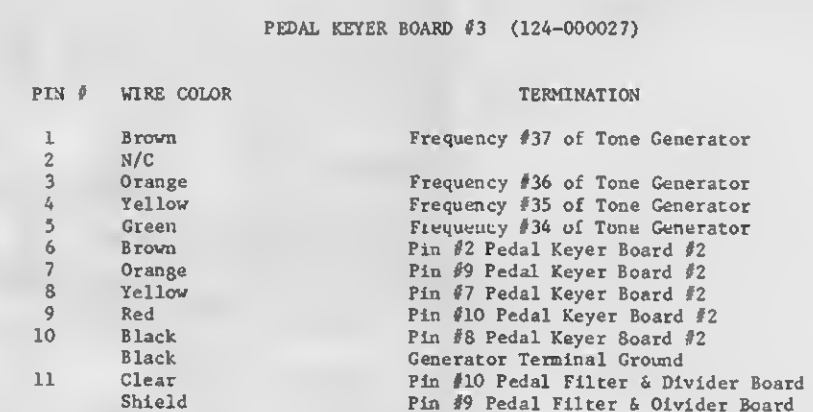 PEDAL KEYER BOARD #3 (124-000027)
PIN # WIRE COLOR TERMINATION
1 Brown Frequency #37 of Tone Generator
2 N/C
3 Orange Frequency #36 of Tone Generator
4 Yellow Frequency #35 of Tone Generator
5 Green Frequency #34 of Tone Generator
6 Brown Pin #2 Pedal Keyer Board #2
7 Orange Pin #9 Pedal Keyer Board #2
8 Yellow Pin #7 Pedal Keyer Board #2
9 Red Pin #10 Pedal Keyer Board #2
10 Black Pin #8 Pedal Keyer 8oard #2
Black Generator Terminal Ground
11 Clear Pin #10 Pedal Filter & Divider Board
Shield Pin #9 Pedal Filter & Oivider Board